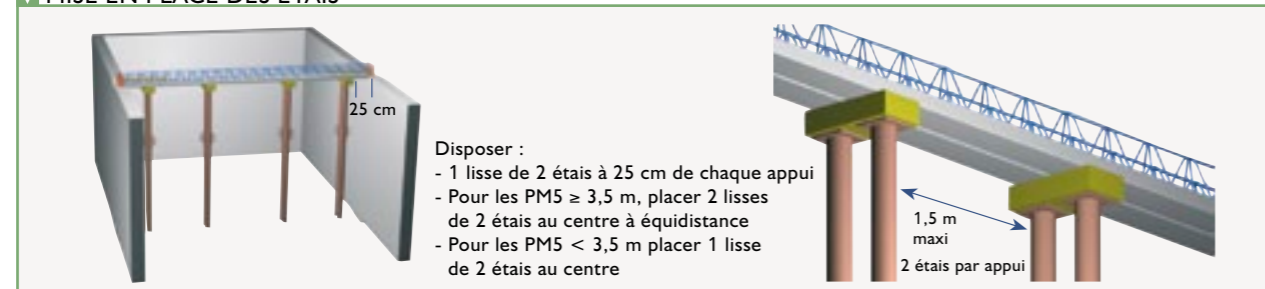 MISE EN PLACE DES ÉTAIS
25 cm
Disposer :
- 1 lisse de 2 étais à 25 cm de chaque appui
- Pour les PM5 ≥ 3,5 m, placer 2 lisses
de 2 étais au centre à équidistance
- Pour les PM5 < 3,5 m placer 1 lisse
de 2 étais au centre
1,5 m
maxi
2 étais par appui